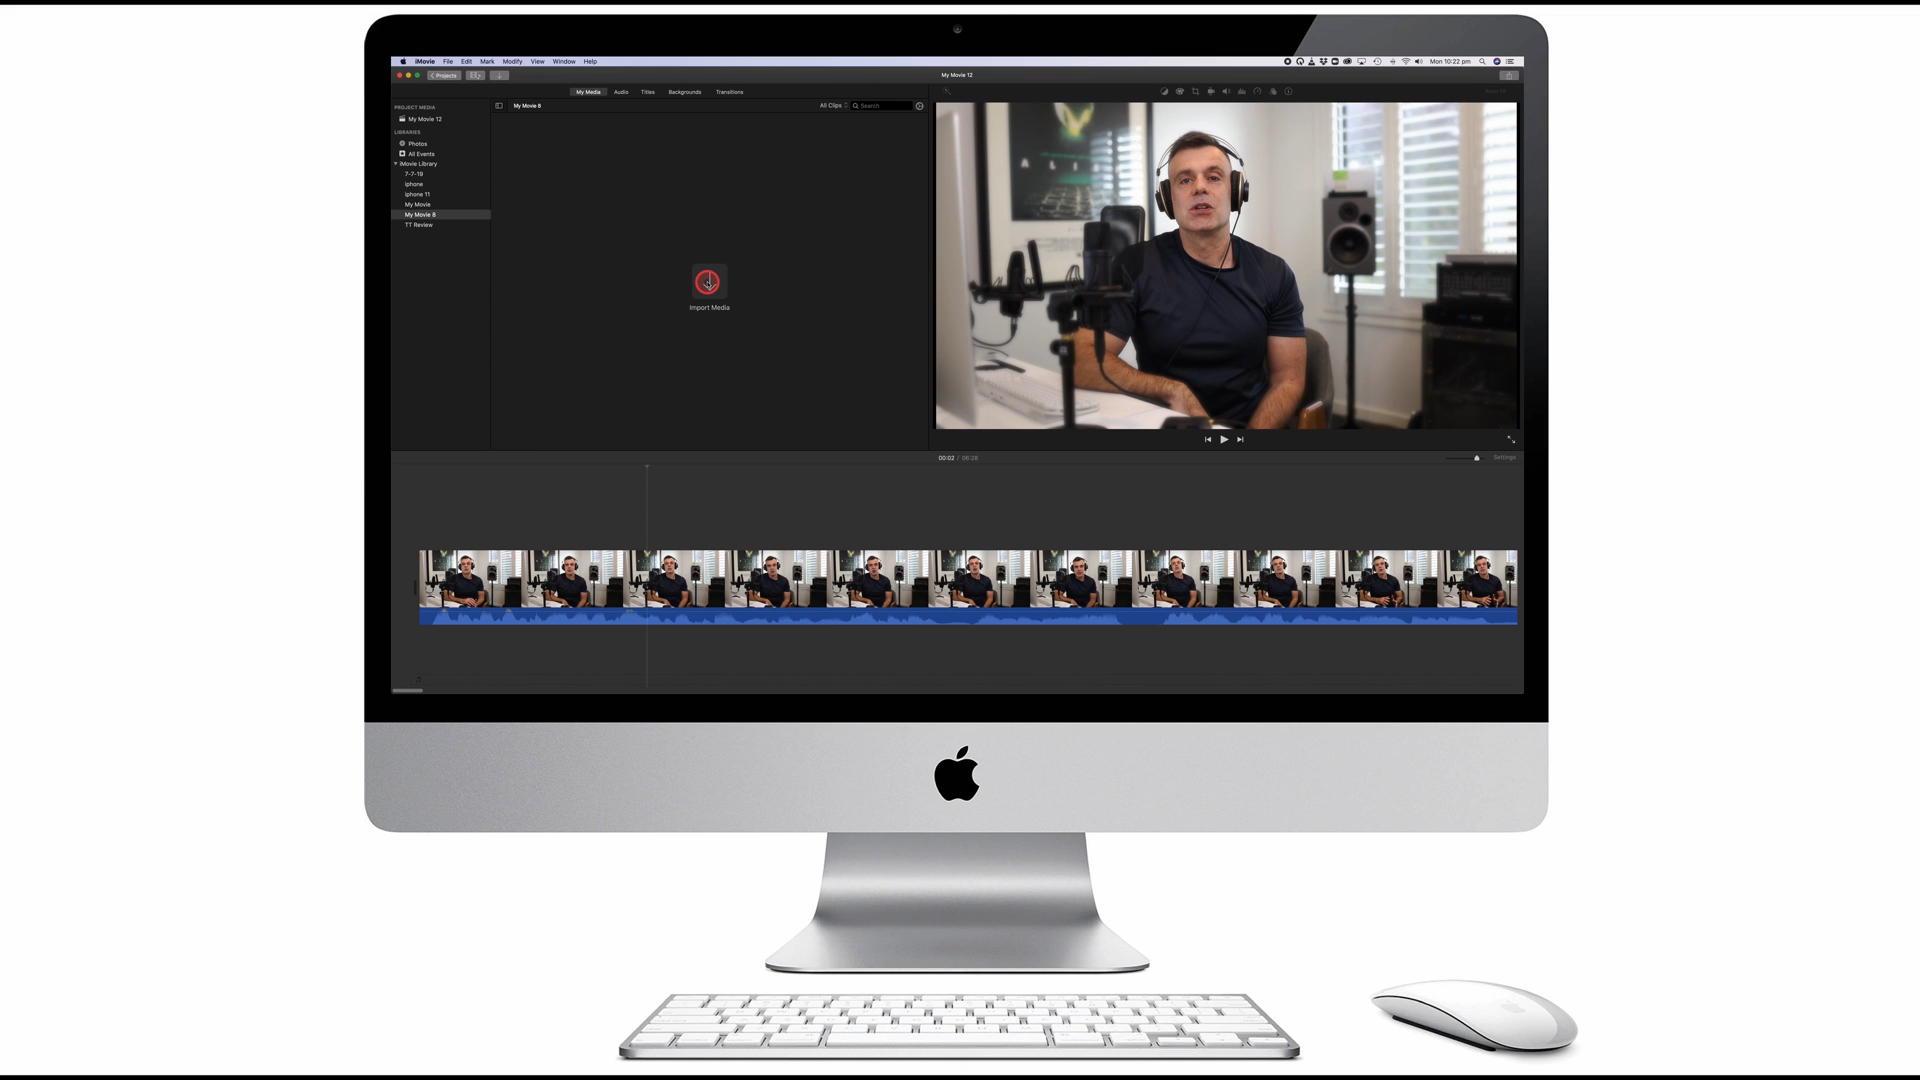 iMovie File Edit Mark Modify View Window Help
Mon 10:22 pm
Projects
My Movie 12
My Media Audio Titles Backgrounds Transitions
PROJECT MEDIA
My Movie 8
All Clips
Search
My Movie 12
LIBRARIES
Photos
All Events
iMovie Library
7-7-19
iphone
iphone 11
My Movie
My Movie 8
TT Review
Import Media
A L I
00:02 / 06:28
Settings